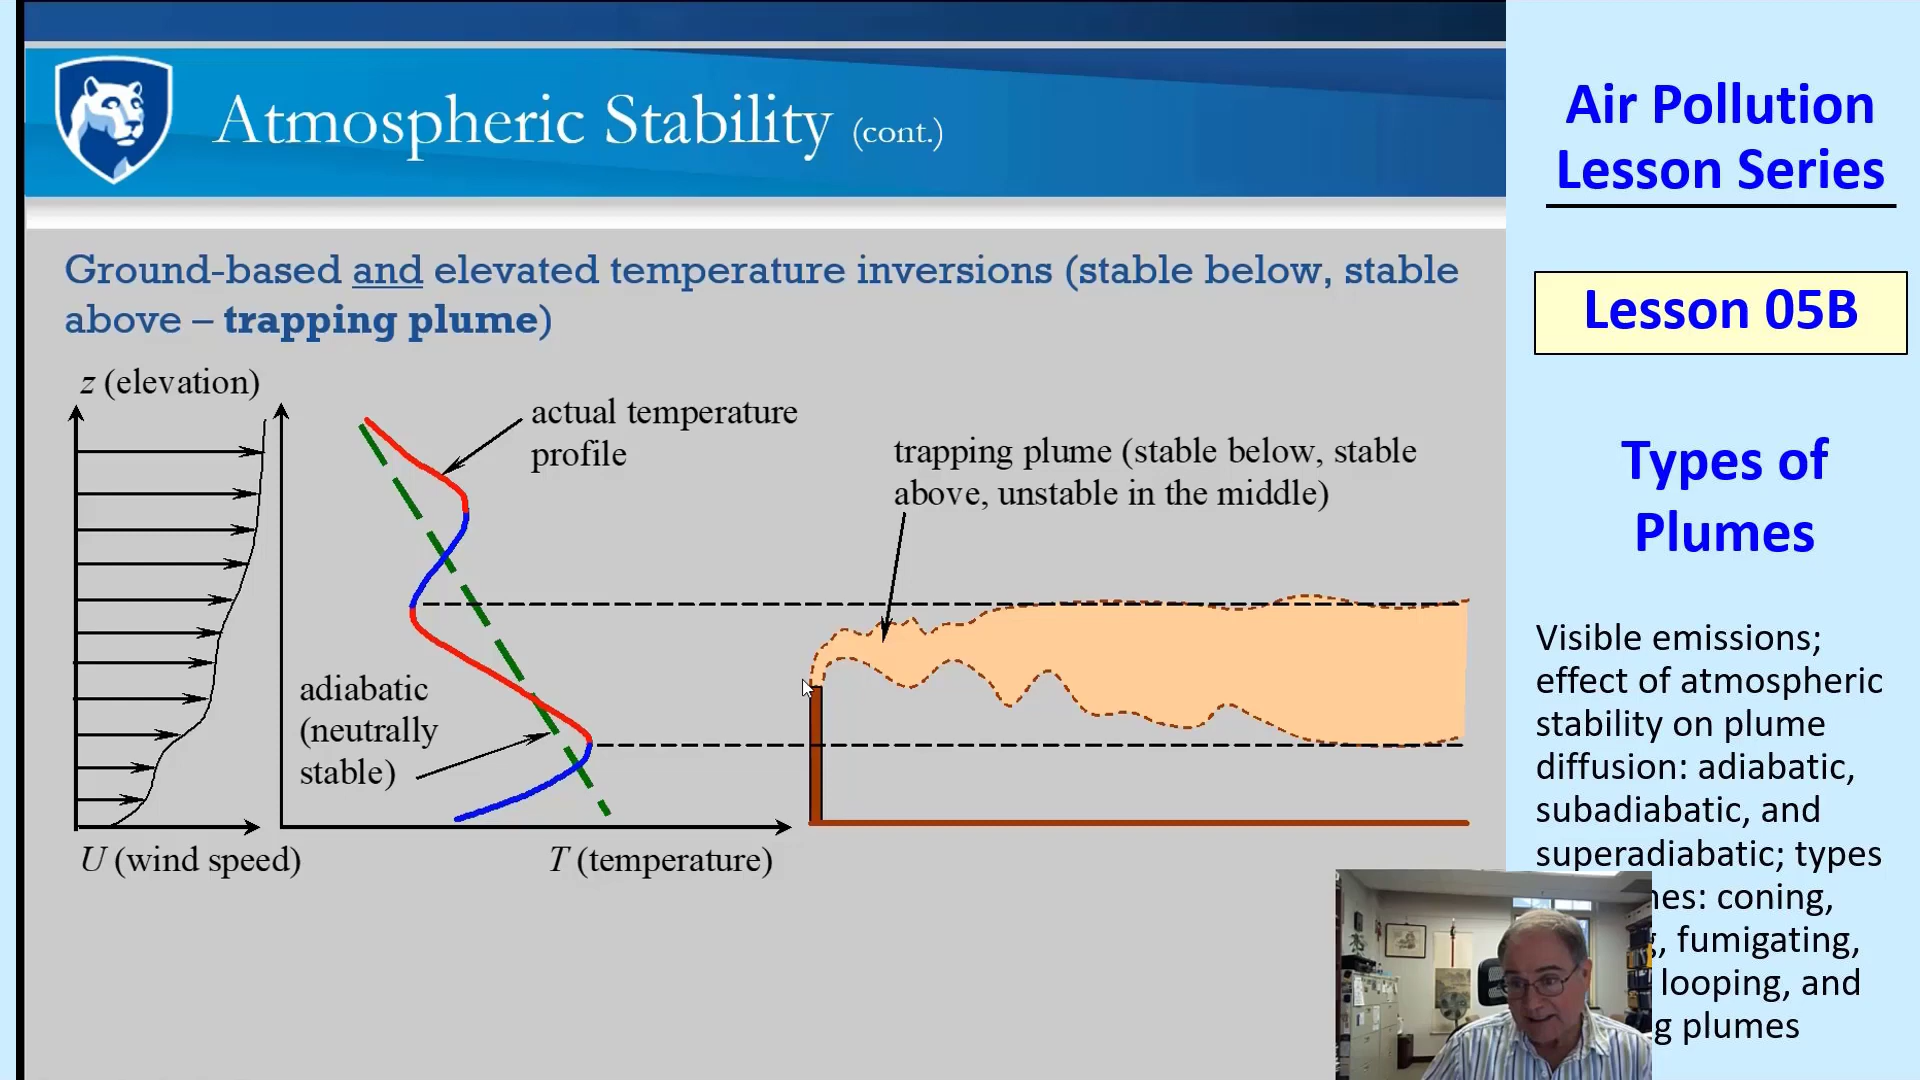 Atmospheric Stability (cont.)
Ground-based and elevated temperature inversions (stable below, stable
above – trapping plume)
z (elevation)
actual temperature
profile
trapping plume (stable below, stable
above, unstable in the middle)
adiabatic
(neutrally
stable)
U (wind speed)
T (temperature)
Air Pollution
Lesson Series
Lesson 05B
Types of
Plumes
Visible emissions;
effect of atmospheric
stability on plume
diffusion: adiabatic,
subadiabatic, and
superadiabatic; types
coning,
fumigating,
looping, and
plumes